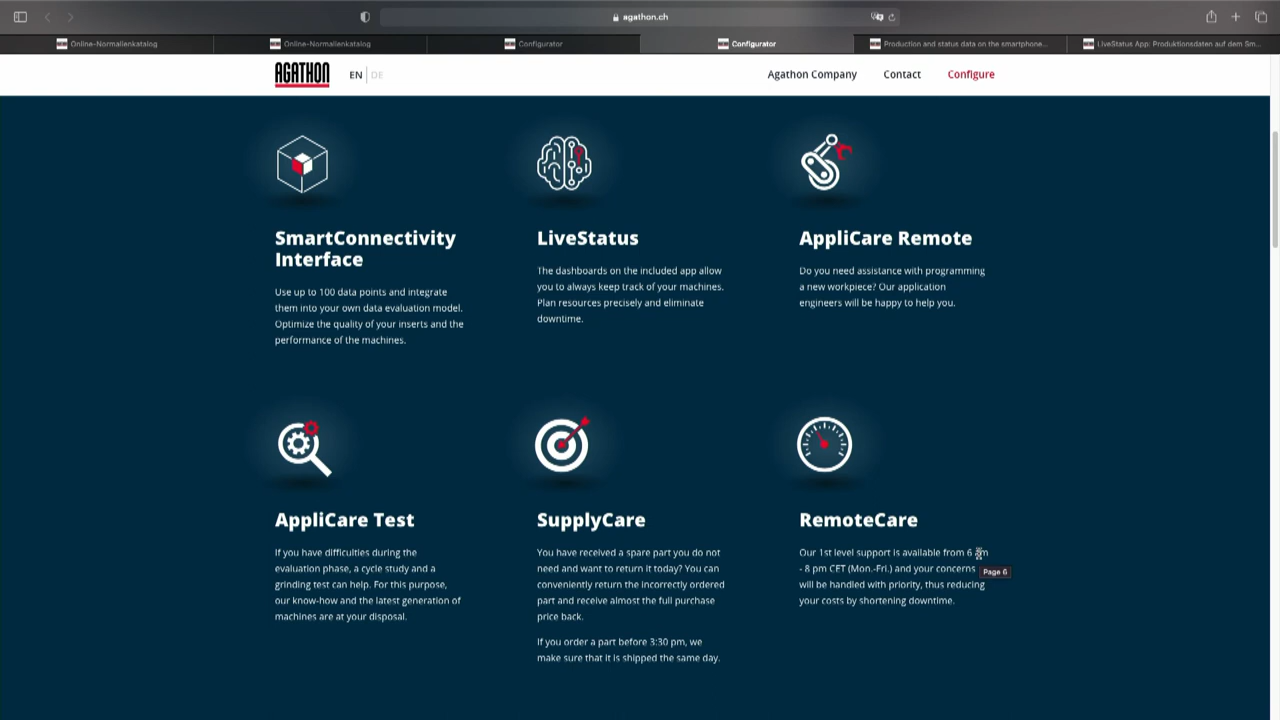 agathon.ch
Online-Normalienkatalog
Online-Normalienkatalog
Configurator
Configurator
Production and status data on the smartphone...
LiveStatus App: Produktionsdaten auf dem Sm...
AGATHON
EN DE
Agathon Company
Contact
Configure
SmartConnectivity
Interface
Use up to 100 data points and integrate
them into your own data evaluation model.
Optimize the quality of your inserts and the
performance of the machines.
LiveStatus
The dashboards on the included app allow
you to always keep track of your machines.
Plan resources precisely and eliminate
downtime.
AppliCare Remote
Do you need assistance with programming
a new workpiece? Our application
engineers will be happy to help you.
AppliCare Test
If you have difficulties during the
evaluation phase, a cycle study and a
grinding test can help. For this purpose,
our know-how and the latest generation of
machines are at your disposal.
SupplyCare
You have received a spare part you do not
need and want to return it today? You can
conveniently return the incorrectly ordered
part and receive almost the full purchase
price back.
If you order a part before 3:30 pm, we
make sure that it is shipped the same day.
RemoteCare
Our 1st level support is available from 6 am
- 8 pm CET (Mon.-Fri.) and your concerns
will be handled with priority, thus reducing
your costs by shortening downtime.
Page 6